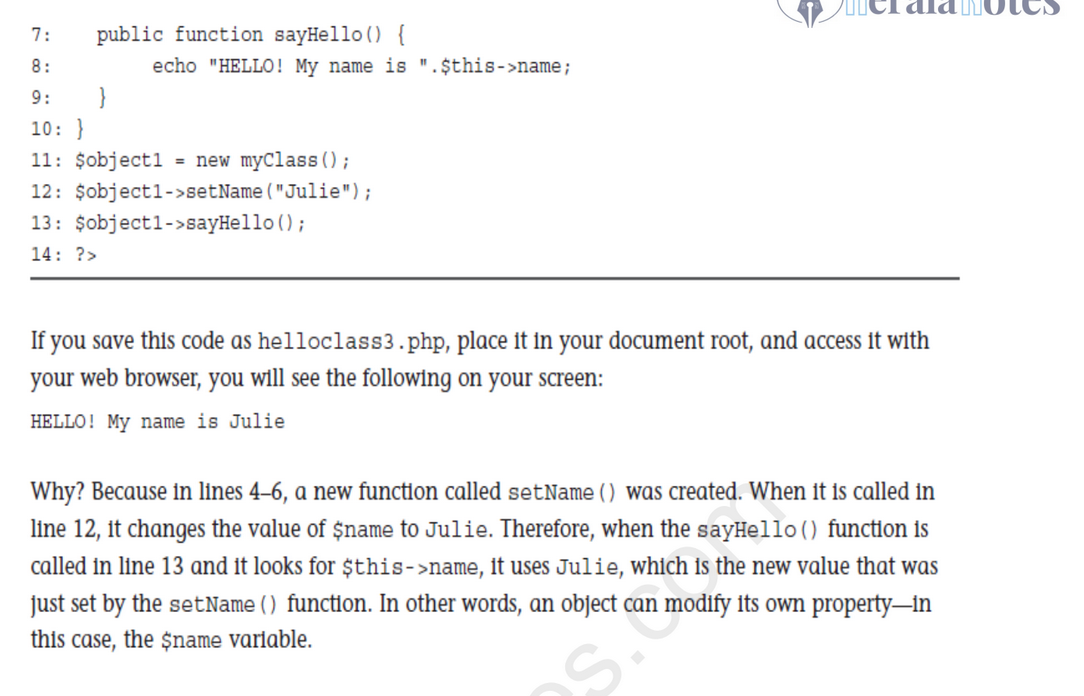 KeralaNotes
7: public function sayHello() {
8: echo "HELLO! My name is ".$this->name;
9: }
10: }
11: $object1 = new myClass();
12: $object1->setName("Julie");
13: $object1->sayHello();
14: ?>
If you save this code as helloclass3.php, place it in your document root, and access it with
your web browser, you will see the following on your screen:
HELLO! My name is Julie
Why? Because in lines 4–6, a new function called setName() was created. When it is called in
line 12, it changes the value of $name to Julie. Therefore, when the sayHello() function is
called in line 13 and it looks for $this->name, it uses Julie, which is the new value that was
just set by the setName() function. In other words, an object can modify its own property—in
this case, the $name variable.
es.com